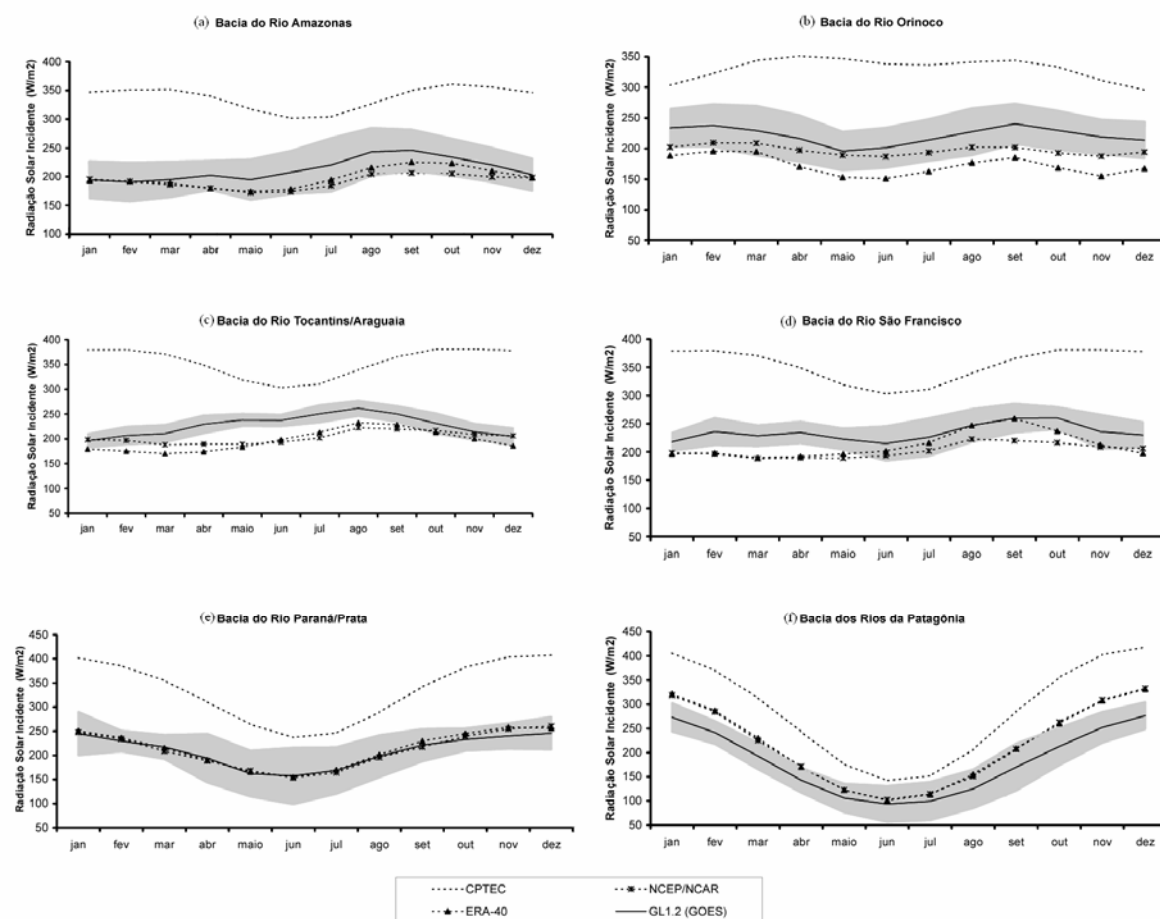 (a) Bacia do Rio Amazonas
Radiação Solar Incidente (W/m2)
400
350
300
250
200
150
100
jan fev mar abr maio jun jul ago set out nov dez
(b) Bacia do Rio Orinoco
Radiação Solar Incidente (W/m2)
350
300
250
200
150
100
50
jan fev mar abr maio jun jul ago set out nov dez
(c) Bacia do Rio Tocantins/Araguaia
Radiação Solar Incidente (W/m2)
400
350
300
250
200
150
100
50
jan fev mar abr maio jun jul ago set out nov dez
(d) Bacia do Rio São Francisco
Radiação Solar Incidente (W/m2)
400
350
300
250
200
150
100
50
jan fev mar abr maio jun jul ago set out nov dez
(e) Bacia do Rio Paraná/Prata
Radiação Solar Incidente (W/m2)
450
400
350
300
250
200
150
100
50
jan fev mar abr maio jun jul ago set out nov dez
(f) Bacia dos Rios da Patagônia
Radiação Solar Incidente (W/m2)
450
400
350
300
250
200
150
100
50
jan fev mar abr maio jun jul ago set out nov dez
CPTEC NCEP/NCAR
ERA-40 GL1.2 (GOES)